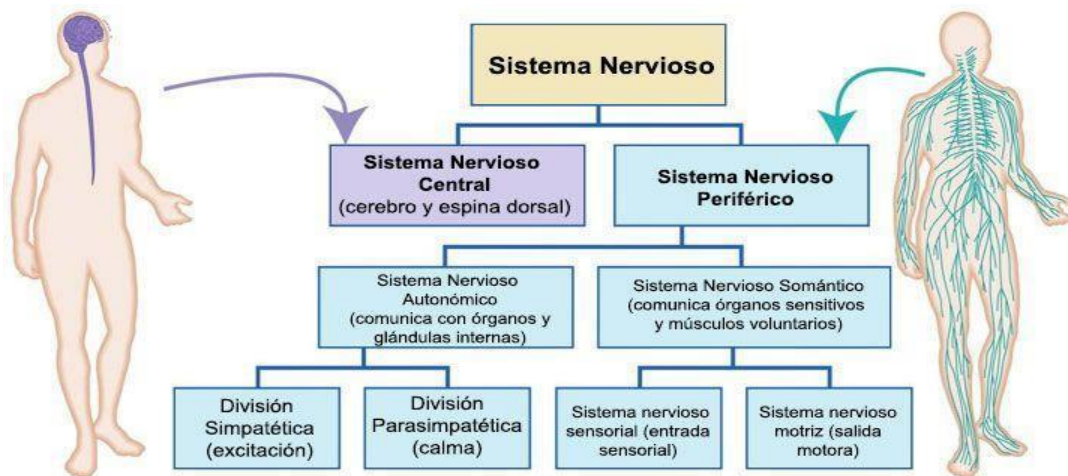 Sistema Nervioso
Sistema Nervioso
Central
(cerebro y espina dorsal)
Sistema Nervioso
Periférico
Sistema Nervioso
Autonómico
(comunica con órganos y
glándulas internas)
Sistema Nervioso Somántico
(comunica órganos sensitivos
y músculos voluntarios)
División
Simpatética
(excitación)
División
Parasimpatética
(calma)
Sistema nervioso
sensorial (entrada
sensorial)
Sistema nervioso
motriz (salida
motora)